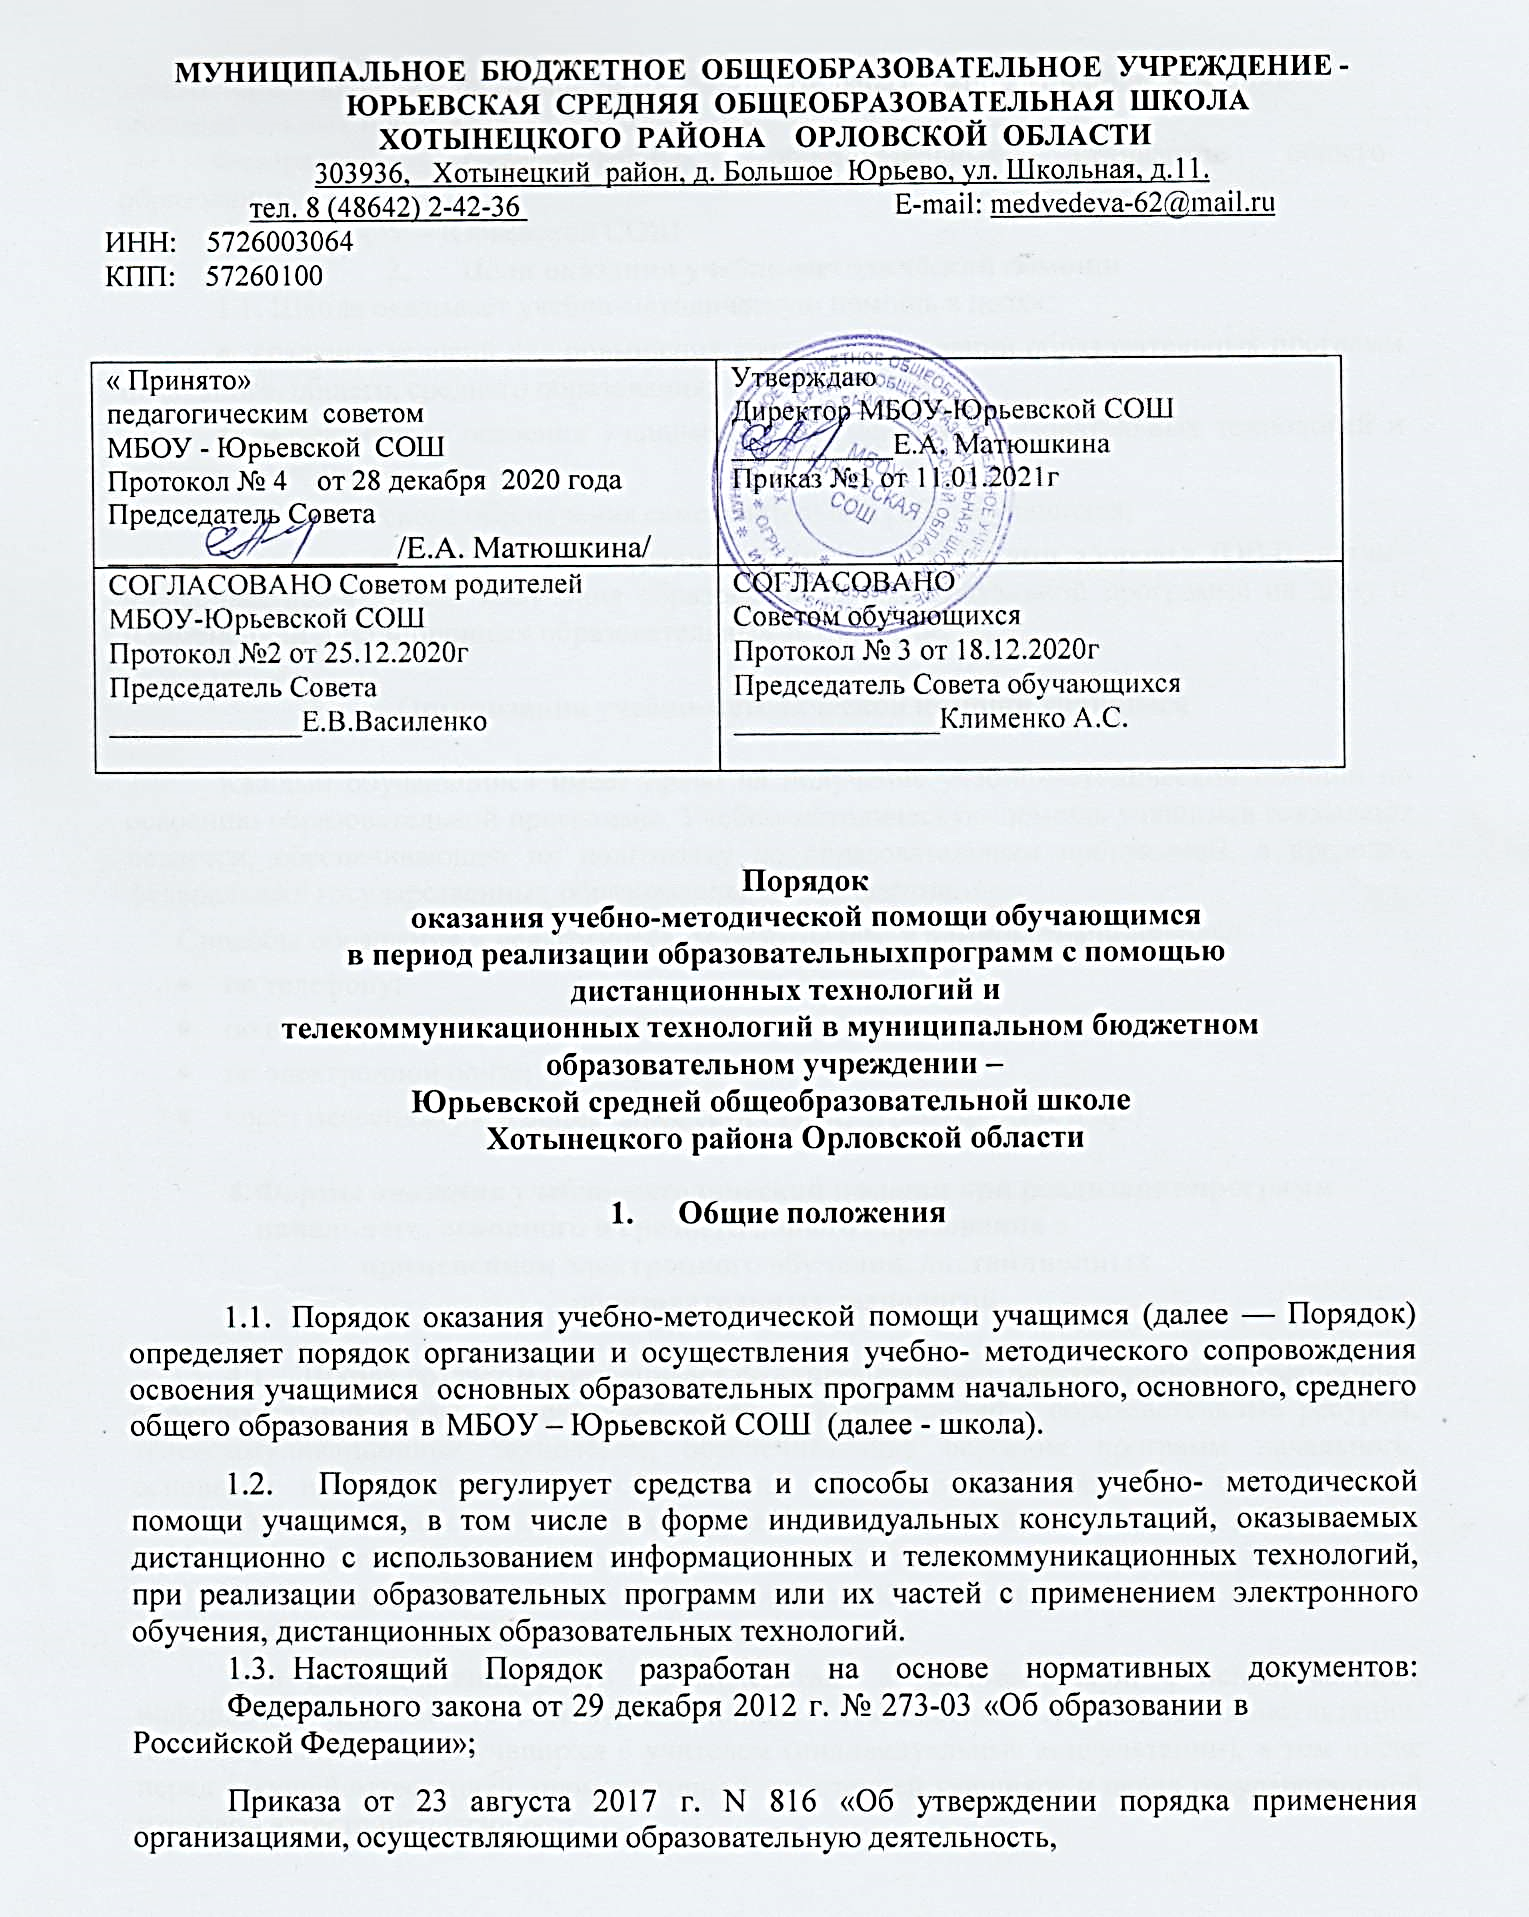 МУНИЦИПАЛЬНОЕ БЮДЖЕТНОЕ ОБЩЕОБРАЗОВАТЕЛЬНОЕ УЧРЕЖДЕНИЕ -
ЮРЬЕВСКАЯ СРЕДНЯЯ ОБЩЕОБРАЗОВАТЕЛЬНАЯ ШКОЛА
ХОТЫНЕЦКОГО РАЙОНА ОРЛОВСКОЙ ОБЛАСТИ
303936, Хотынецкий район, д. Большое Юрьево, ул. Школьная, д.11.
тел. 8 (48642) 2-42-36 E-mail: medvedeva-62@mail.ru
ИНН: 5726003064
КПП: 57260100
« Принято»
педагогическим советом
МБОУ - Юрьевской СОШ
Протокол № 4 от 28 декабря 2020 года
Председатель Совета
___________________/Е.А. Матюшкина/
Утверждаю
Директор МБОУ-Юрьевской СОШ
___________Е.А. Матюшкина
Приказ №1 от 11.01.2021г
МБОУ
ЮРЬЕВСКАЯ
СОШ
СОГЛАСОВАНО Советом родителей
МБОУ-Юрьевской СОШ
Протокол №2 от 25.12.2020г
Председатель Совета
_____________Е.В.Василенко
СОГЛАСОВАНО
Советом обучающихся
Протокол № 3 от 18.12.2020г
Председатель Совета обучающихся
______________Клименко А.С.
Порядок
оказания учебно-методической помощи обучающимся
в период реализации образовательныхпрограмм с помощью
дистанционных технологий и
телекоммуникационных технологий в муниципальном бюджетном
образовательном учреждении –
Юрьевской средней общеобразовательной школе
Хотынецкого района Орловской области
1. Общие положения
1.1. Порядок оказания учебно-методической помощи учащимся (далее — Порядок)
определяет порядок организации и осуществления учебно- методического сопровождения
освоения учащимися основных образовательных программ начального, основного, среднего
общего образования в МБОУ – Юрьевской СОШ (далее - школа).
1.2. Порядок регулирует средства и способы оказания учебно- методической
помощи учащимся, в том числе в форме индивидуальных консультаций, оказываемых
дистанционно с использованием информационных и телекоммуникационных технологий,
при реализации образовательных программ или их частей с применением электронного
обучения, дистанционных образовательных технологий.
1.3. Настоящий Порядок разработан на основе нормативных документов:
Федерального закона от 29 декабря 2012 г. № 273-03 «Об образовании в
Российской Федерации»;
Приказа от 23 августа 2017 г. N 816 «Об утверждении порядка применения
организациями, осуществляющими образовательную деятельность,